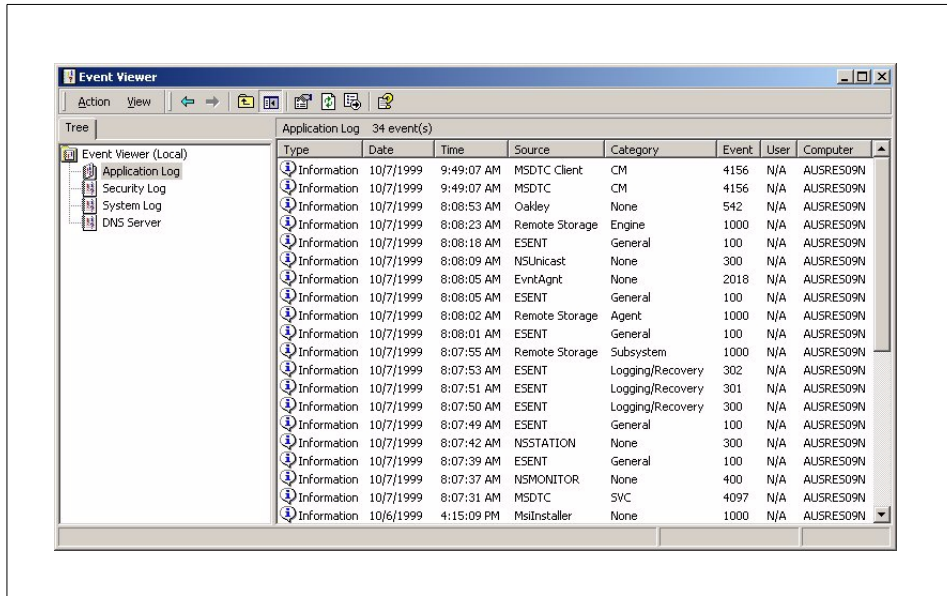 Event Viewer
Action View
Tree
Application Log 34 event(s)
Event Viewer (Local)
Application Log
Security Log
System Log
DNS Server
Type Date Time Source Category Event User Computer
Information 10/7/1999 9:49:07 AM MSDTC Client CM 4156 N/A AUSRES09N
Information 10/7/1999 9:49:07 AM MSDTC CM 4156 N/A AUSRES09N
Information 10/7/1999 8:08:53 AM Oakley None 542 N/A AUSRES09N
Information 10/7/1999 8:08:23 AM Remote Storage Engine 1000 N/A AUSRES09N
Information 10/7/1999 8:08:18 AM ESENT General 100 N/A AUSRES09N
Information 10/7/1999 8:08:09 AM NSUnicast None 300 N/A AUSRES09N
Information 10/7/1999 8:08:05 AM EvntAgnt None 2018 N/A AUSRES09N
Information 10/7/1999 8:08:05 AM ESENT General 100 N/A AUSRES09N
Information 10/7/1999 8:08:02 AM Remote Storage Agent 1000 N/A AUSRES09N
Information 10/7/1999 8:08:01 AM ESENT General 100 N/A AUSRES09N
Information 10/7/1999 8:07:55 AM Remote Storage Subsystem 1000 N/A AUSRES09N
Information 10/7/1999 8:07:53 AM ESENT Logging/Recovery 302 N/A AUSRES09N
Information 10/7/1999 8:07:51 AM ESENT Logging/Recovery 301 N/A AUSRES09N
Information 10/7/1999 8:07:50 AM ESENT Logging/Recovery 300 N/A AUSRES09N
Information 10/7/1999 8:07:49 AM ESENT General 100 N/A AUSRES09N
Information 10/7/1999 8:07:42 AM NSSTATION None 300 N/A AUSRES09N
Information 10/7/1999 8:07:39 AM ESENT General 100 N/A AUSRES09N
Information 10/7/1999 8:07:37 AM NSMONITOR None 400 N/A AUSRES09N
Information 10/7/1999 8:07:31 AM MSDTC SVC 4097 N/A AUSRES09N
Information 10/6/1999 4:15:09 PM MsiInstaller None 1000 N/A AUSRES09N